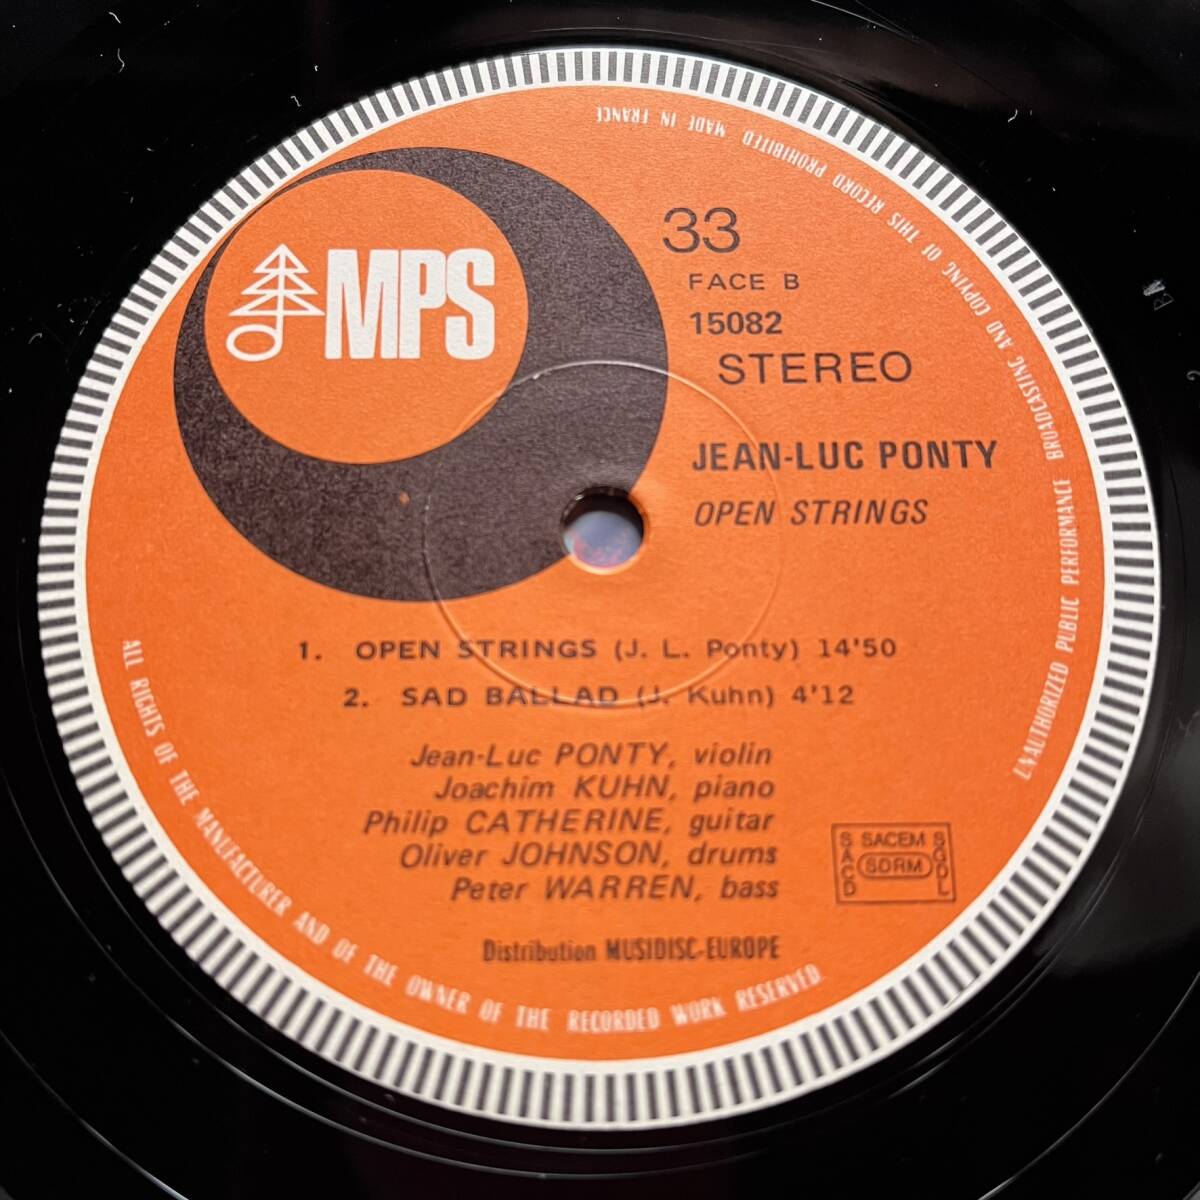 MPS
33
FACE B
15082
STEREO
JEAN-LUC PONTY
OPEN STRINGS
1. OPEN STRINGS (J. L. Ponty) 14'50
2. SAD BALLAD (J. Kuhn) 4'12
Jean-Luc PONTY, violin
Joachim KUHN, piano
Philip CATHERINE, guitar
Oliver JOHNSON, drums
Peter WARREN, bass
SACEM
SACD
SDRM
SGDL
Distribution MUSIDISC-EUROPE
ALL RIGHTS OF THE MANUFACTURER AND OF THE OWNER OF THE RECORDED WORK RESERVED
UNAUTHORIZED PUBLIC PERFORMANCE BROADCASTING AND COPYING OF THIS RECORD PROHIBITED MADE IN FRANCE